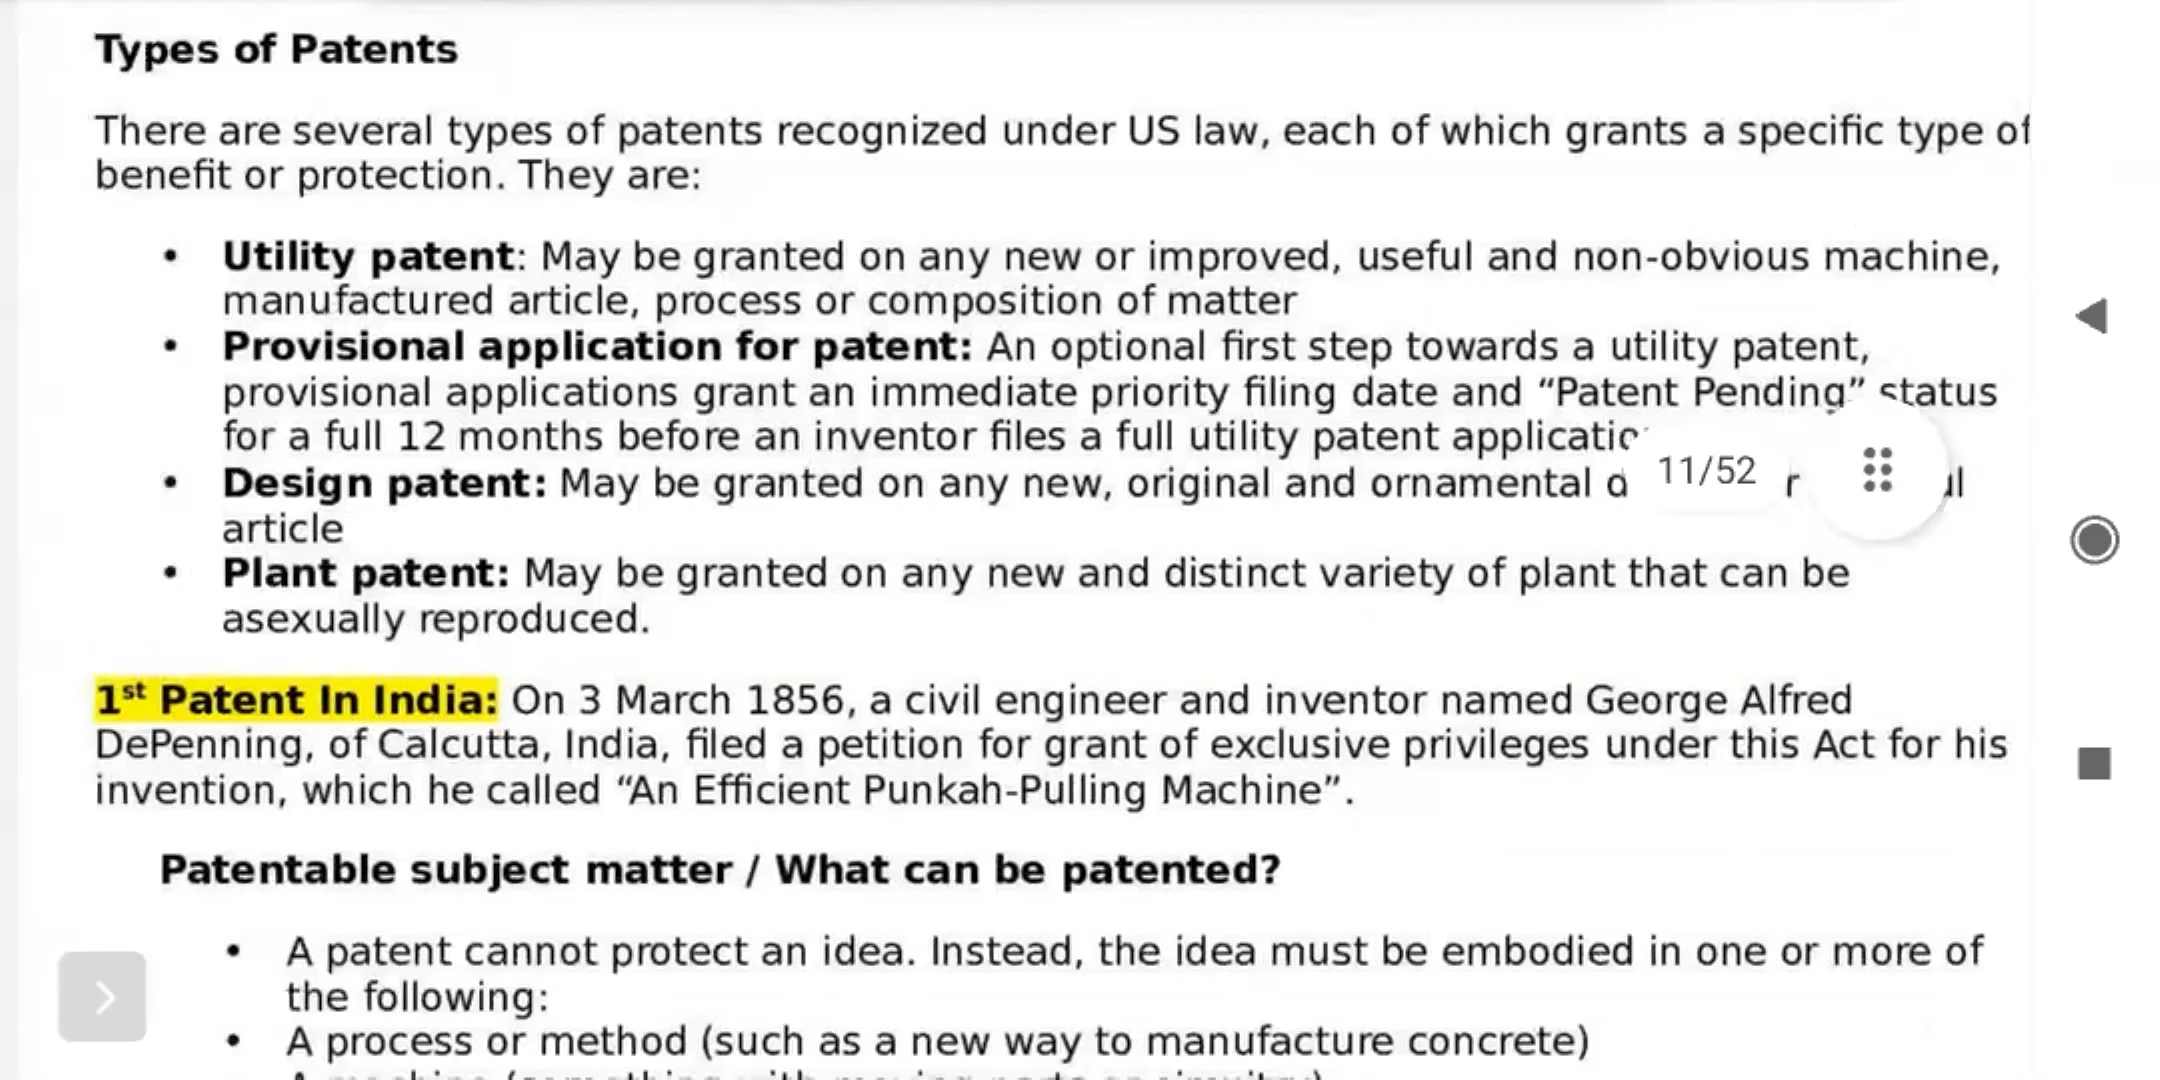 Types of Patents
There are several types of patents recognized under US law, each of which grants a specific type of
benefit or protection. They are:
• Utility patent: May be granted on any new or improved, useful and non-obvious machine,
manufactured article, process or composition of matter
• Provisional application for patent: An optional first step towards a utility patent,
provisional applications grant an immediate priority filing date and “Patent Pending” status
for a full 12 months before an inventor files a full utility patent
• Design patent: May be granted on any new, original and ornamental
11/52
article
• Plant patent: May be granted on any new and distinct variety of plant that can be
asexually reproduced.
1st Patent In India: On 3 March 1856, a civil engineer and inventor named George Alfred
DePenning, of Calcutta, India, filed a petition for grant of exclusive privileges under this Act for his
invention, which he called “An Efficient Punkah-Pulling Machine”.
Patentable subject matter / What can be patented?
• A patent cannot protect an idea. Instead, the idea must be embodied in one or more of
the following:
• A process or method (such as a new way to manufacture concrete)